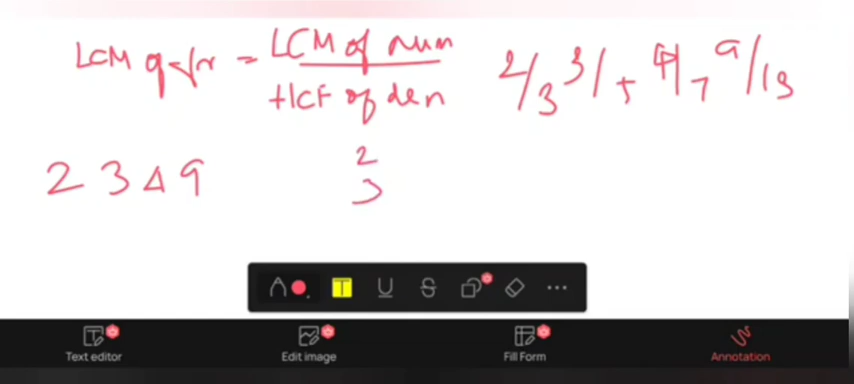 LCM of fr = LCM of num 2/3 3/5 4/7 9/13
HCF of den
2 3 4 9
2
3
T U S
Text editor Edit image Fill Form Annotation